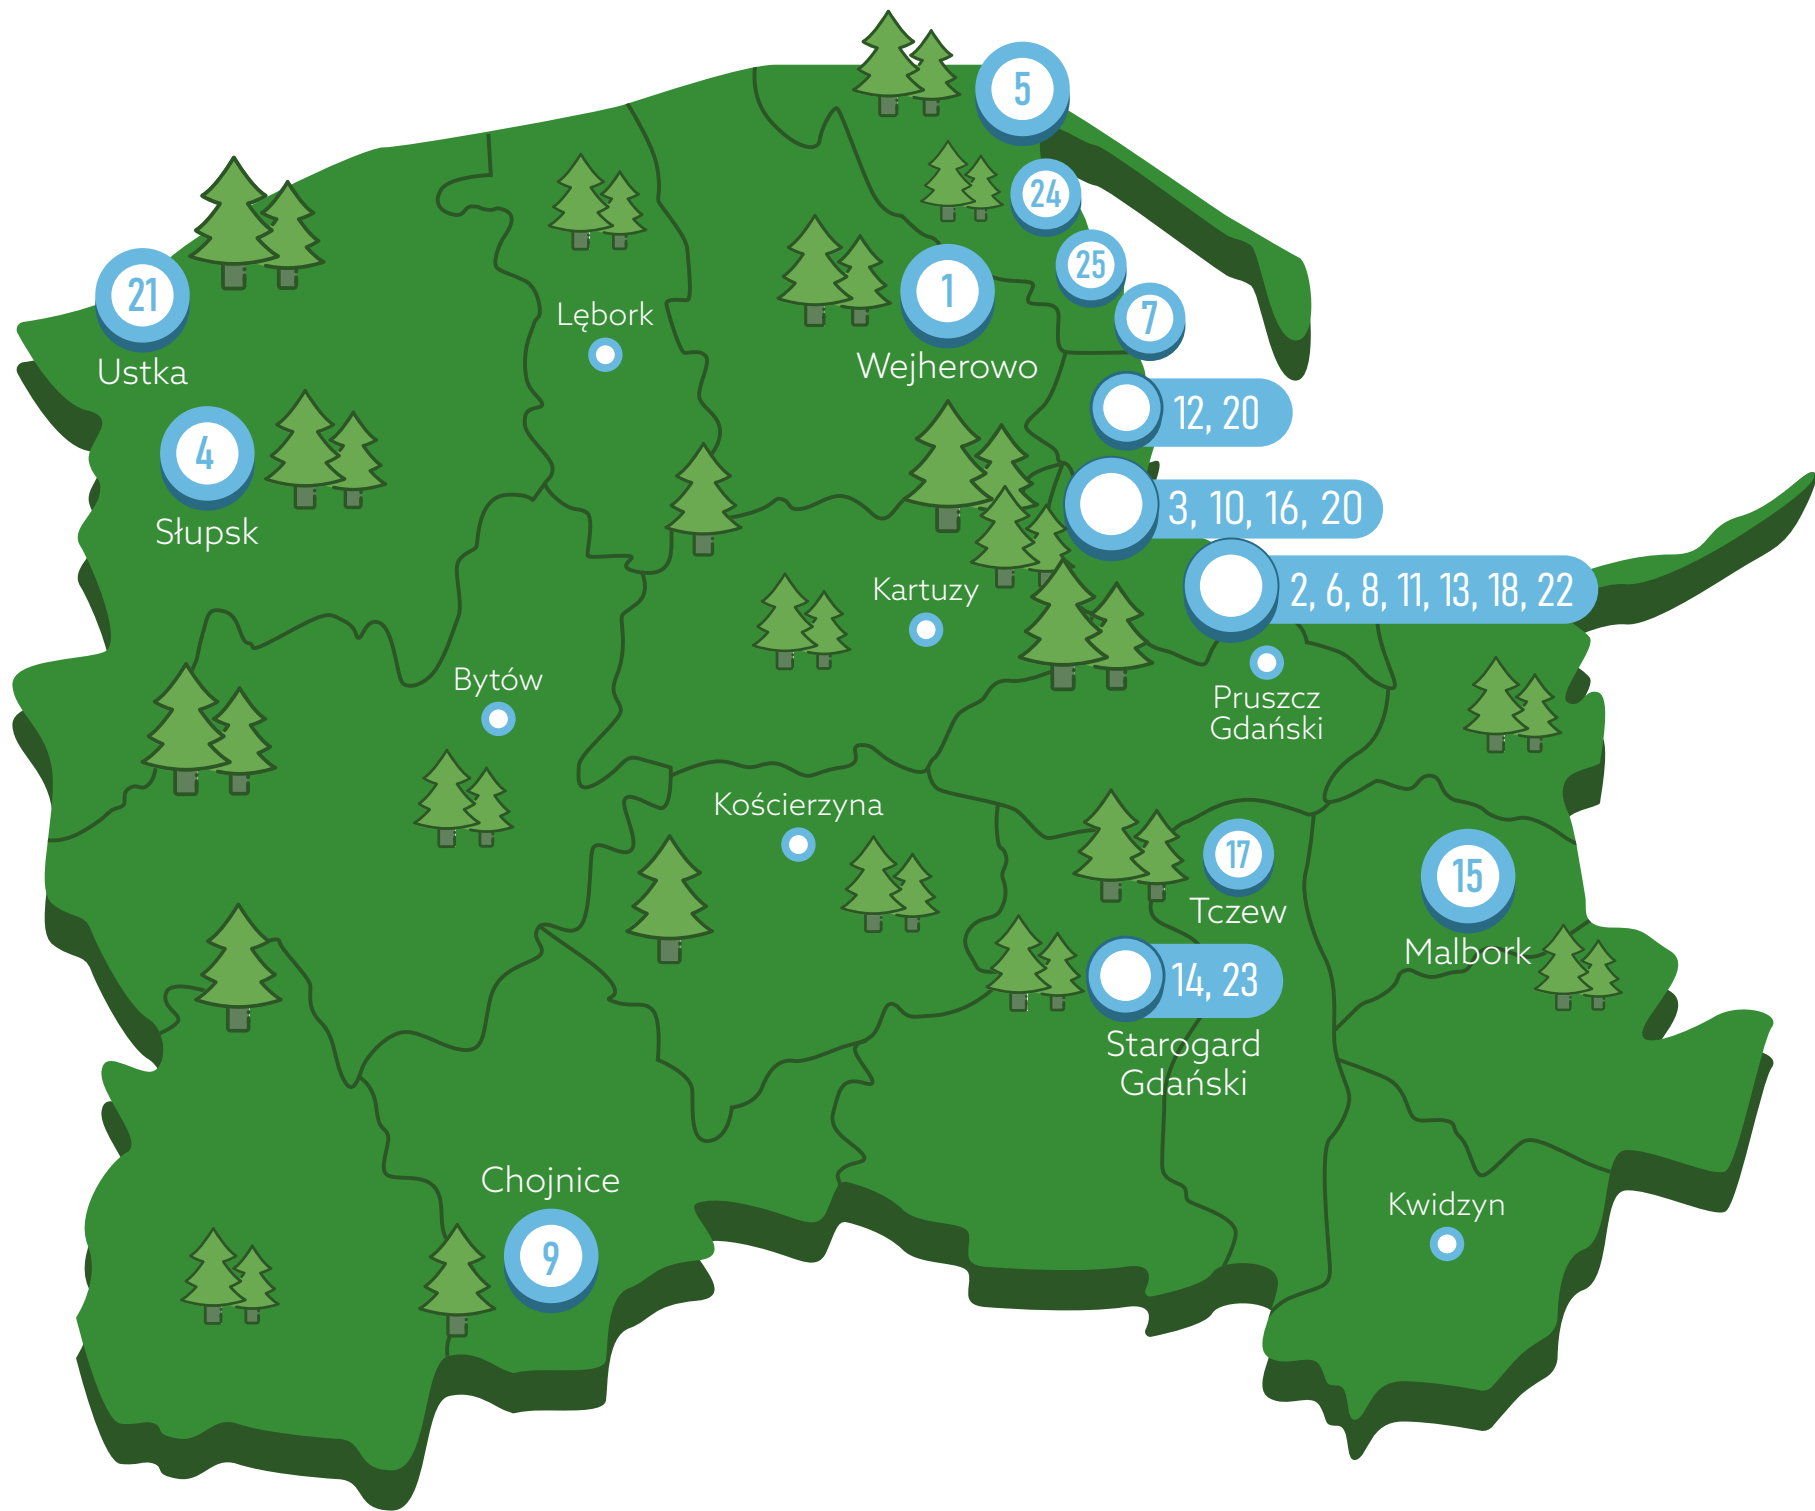 5
24
25
21
1
7
Lębork
Ustka
Wejherowo
12, 20
4
3, 10, 16, 20
Słupsk
Kartuzy
2, 6, 8, 11, 13, 18, 22
Bytów
Pruszcz
Gdański
Kościerzyna
17
15
Tczew
Malbork
14, 23
Starogard
Gdański
Chojnice
Kwidzyn
9